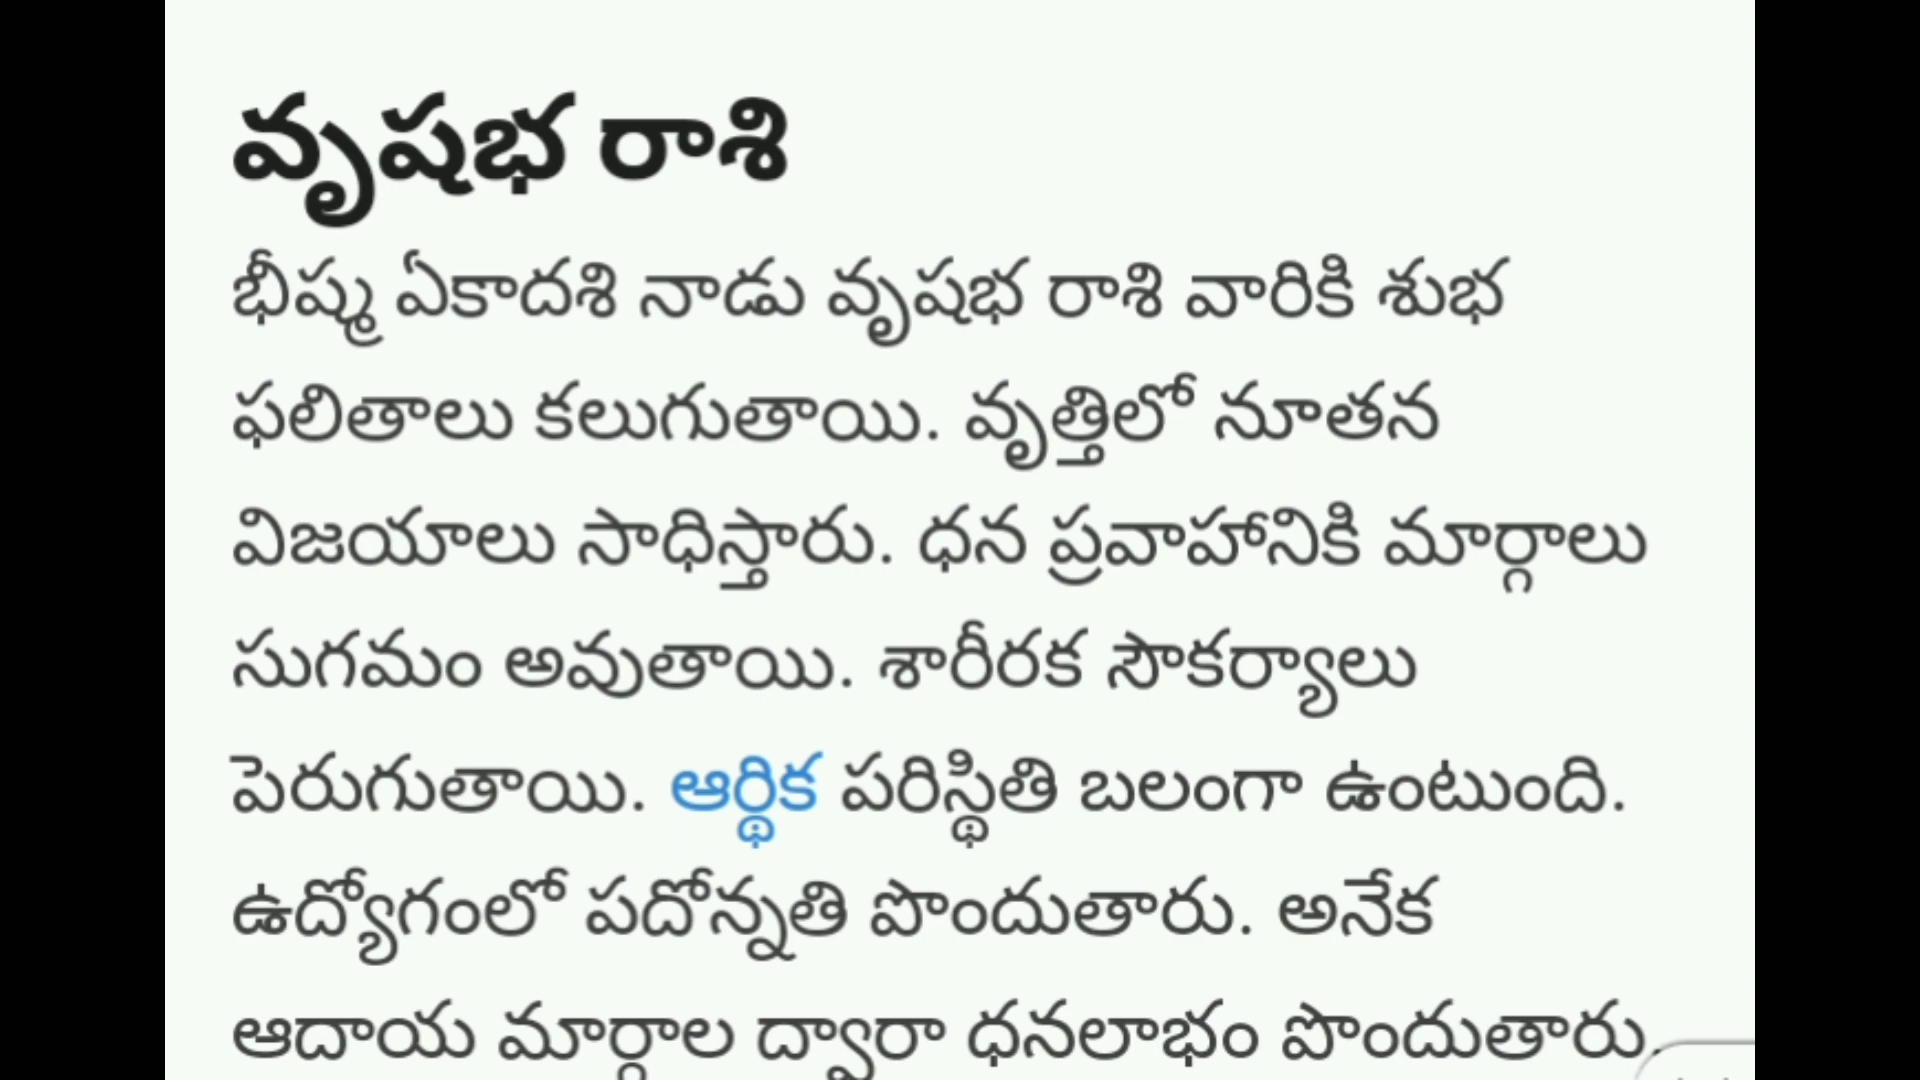 వృషభ రాశి
భీష్మ ఏకాదశి నాడు వృషభ రాశి వారికి శుభ
ఫలితాలు కలుగుతాయి. వృత్తిలో నూతన
విజయాలు సాధిస్తారు. ధన ప్రవాహానికి మార్గాలు
సుగమం అవుతాయి. శారీరక సౌకర్యాలు
పెరుగుతాయి. ఆర్థిక పరిస్థితి బలంగా ఉంటుంది.
ఉద్యోగంలో పదోన్నతి పొందుతారు. అనేక
ఆదాయ మార్గాల ద్వారా ధనలాభం పొందుతారు.